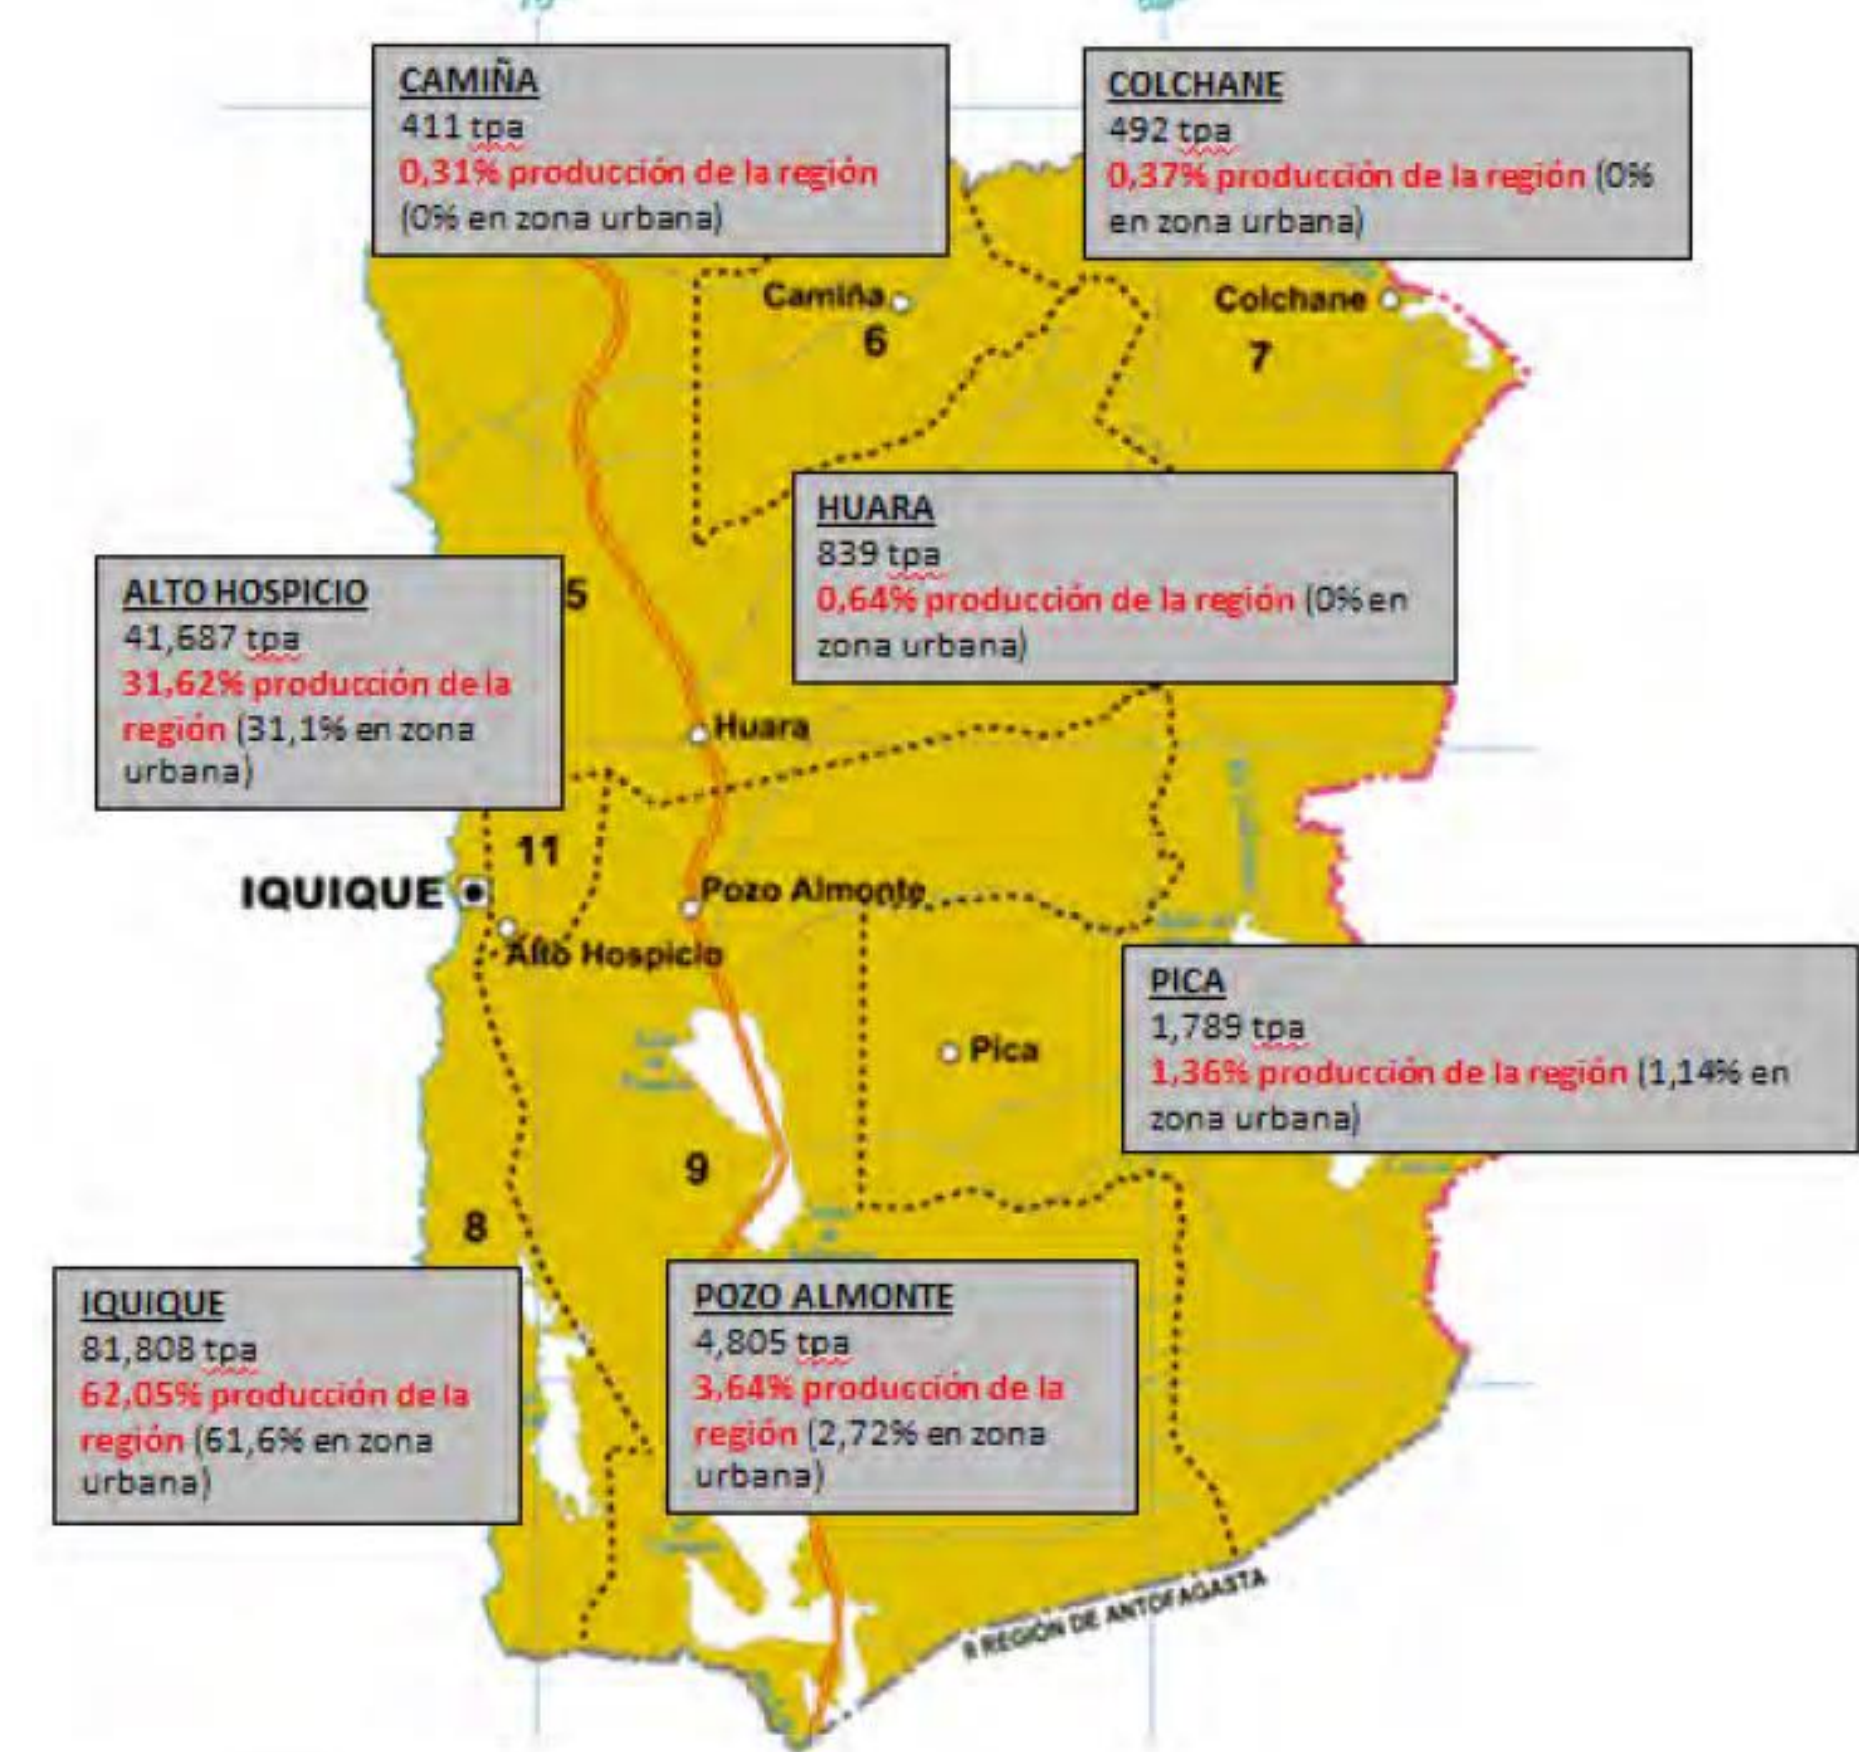 CAMIÑA
411 tpa
0,31% producción de la región
(0% en zona urbana)
COLCHANE
492 tpa
0,37% producción de la región (0%
en zona urbana)
Camiña
6
Colchane
7
HUARA
839 tpa
0,64% producción de la región (0% en
zona urbana)
ALTO HOSPICIO
41,687 tpa
31,62% producción de la
región (31,1% en zona
urbana)
5
Huara
11
IQUIQUE
Pozo Almonte
Alto Hospicio
PICA
1,789 tpa
1,36% producción de la región (1,14% en
zona urbana)
Pica
9
8
IQUIQUE
81,808 tpa
62,05% producción de la
región (61,6% en zona
urbana)
POZO ALMONTE
4,805 tpa
3,64% producción de la
región (2,72% en zona
urbana)
II REGIÓN DE ANTOFAGASTA